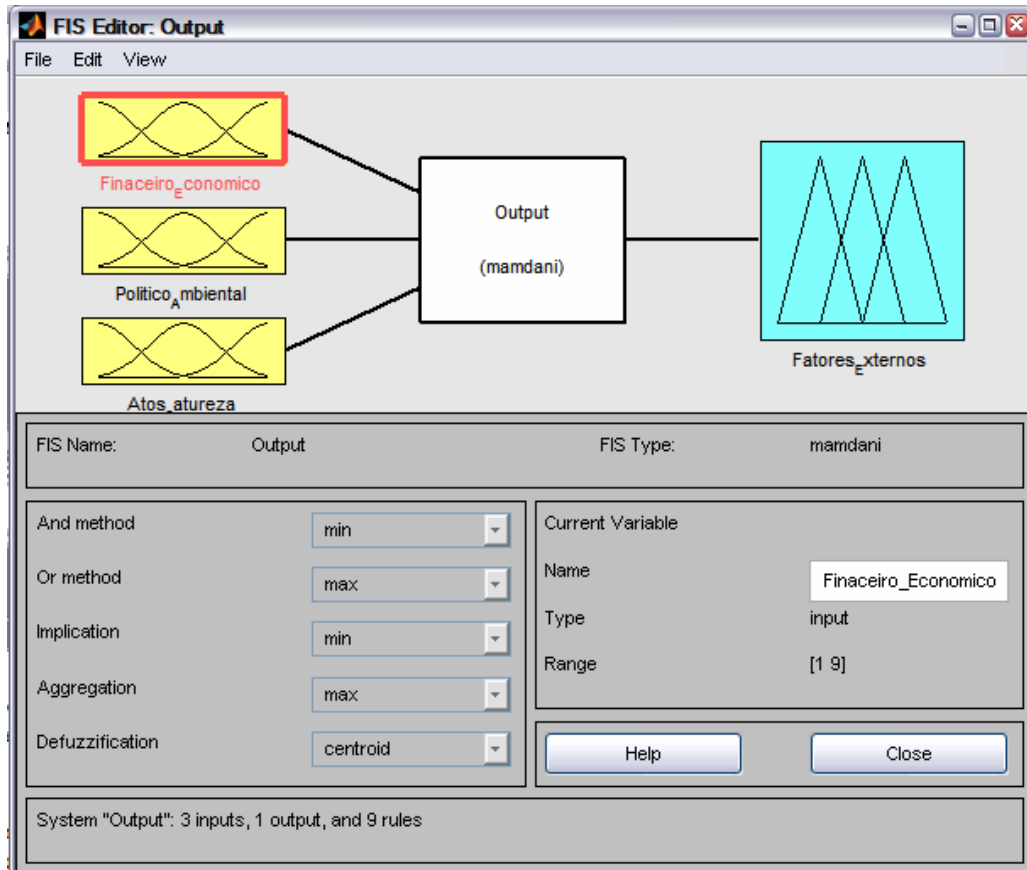 FIS Editor: Output
File Edit View
Finaceiro_Economico
Politico_Ambiental
Atos_atureza
Output
(mamdani)
Fatores_Externos
FIS Name: Output FIS Type: mamdani
And method min
Or method max
Implication min
Aggregation max
Defuzzification centroid
Current Variable
Name Finaceiro_Economico
Type input
Range [1 9]
Help Close
System "Output": 3 inputs, 1 output, and 9 rules